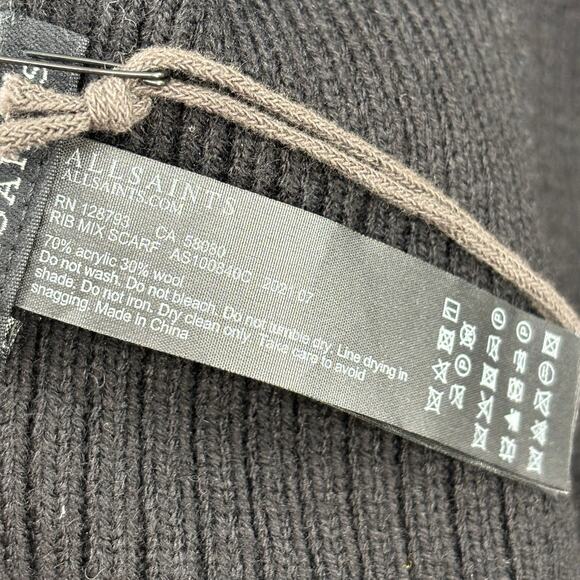 ALLSAINTS
ALLSAINTS.COM
RN 128793 CA 58080
RIB MIX SCARF AS100840C 2021-07
70% acrylic 30% wool
Do not wash. Do not bleach. Do not tumble dry. Line drying in
shade. Do not iron. Dry clean only. Take care to avoid
snagging. Made in China